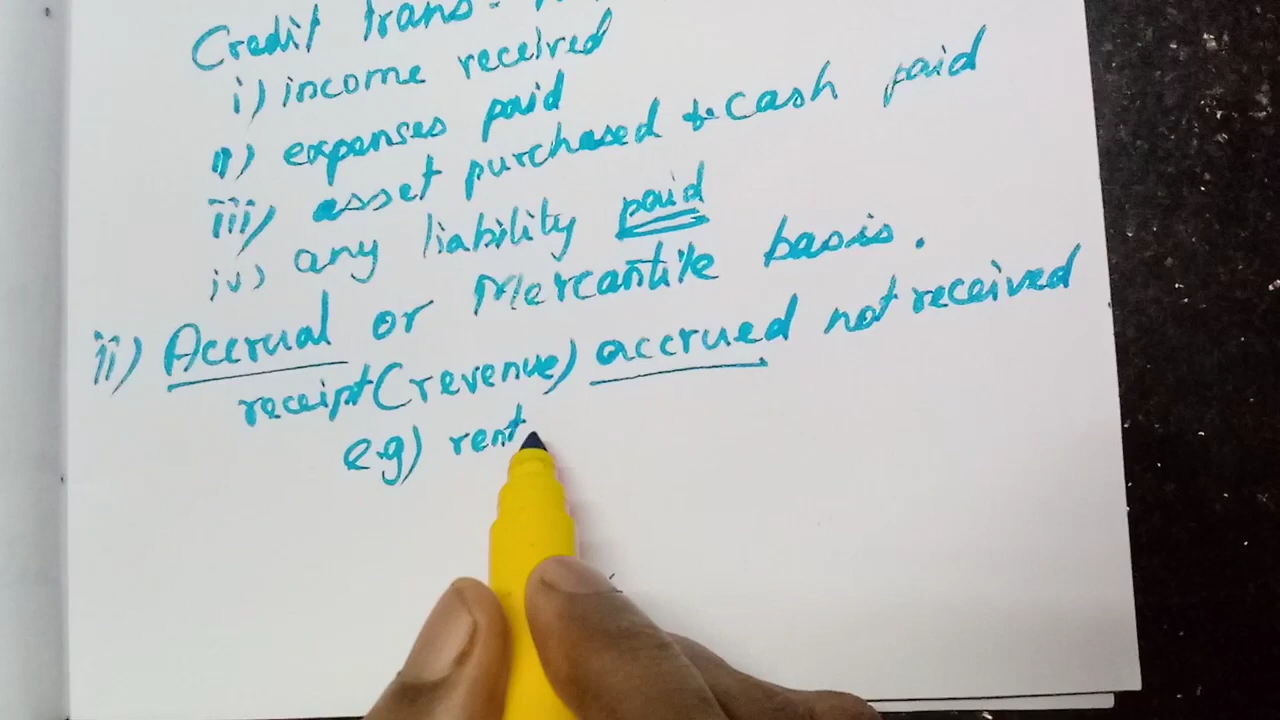 Credit trans.
i) income received
ii) expenses paid
iii) asset purchased & cash paid
iv) any liability paid
ii) Accrual or Mercantile basis.
receipt (revenue) accrued not received
e.g) rent